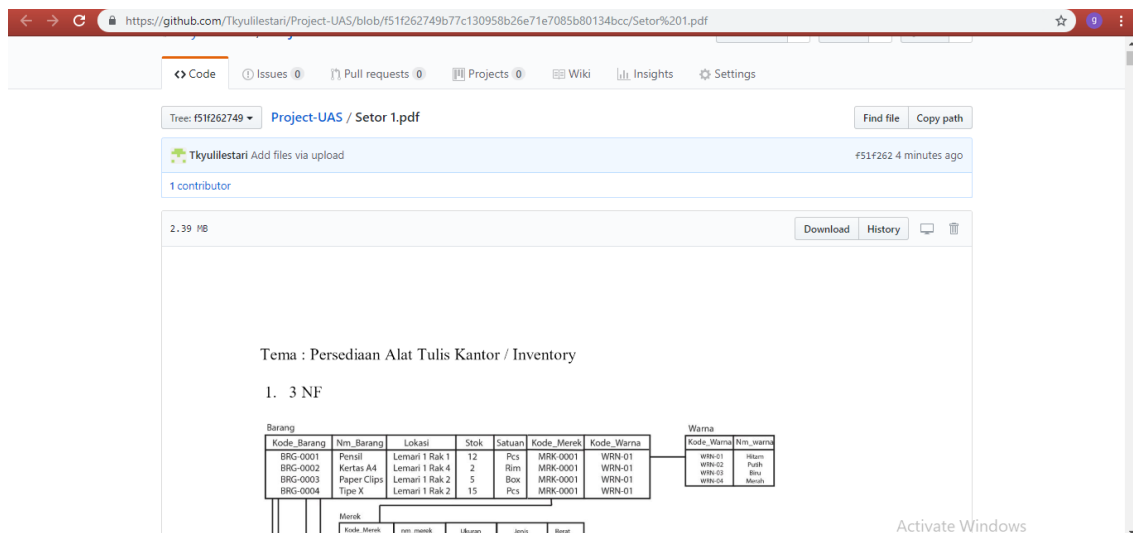 https://github.com/Tkyulilestari/Project-UAS/blob/f51f262749b77c130958b26e71e7085b80134bcc/Setor%201.pdf
g
Code Issues 0 Pull requests 0 Projects 0 Wiki Insights Settings
Tree: f51f262749 Project-UAS / Setor 1.pdf Find file Copy path
Tkyulilestari Add files via upload f51f262 4 minutes ago
1 contributor
2.39 MB Download History
Tema : Persediaan Alat Tulis Kantor / Inventory
1. 3 NF
Barang Warna
Kode_Barang Nm_Barang Lokasi Stok Satuan Kode_Merek Kode_Warna Kode_Warna Nm_warna
BRG-0001 Pensil Lemari 1 Rak 1 12 Pcs MRK-0001 WRN-01 WRN-01 Hitam
BRG-0002 Kertas A4 Lemari 1 Rak 4 2 Rim MRK-0001 WRN-01 WRN-02 Putih
BRG-0003 Paper Clips Lemari 1 Rak 2 5 Box MRK-0001 WRN-01 WRN-03 Biru
BRG-0004 Tipe X Lemari 1 Rak 2 15 Pcs MRK-0001 WRN-01 WRN-04 Merah
Merek
Kode_Merek nm_merek Ukuran Jenis Berat
Activate Windows